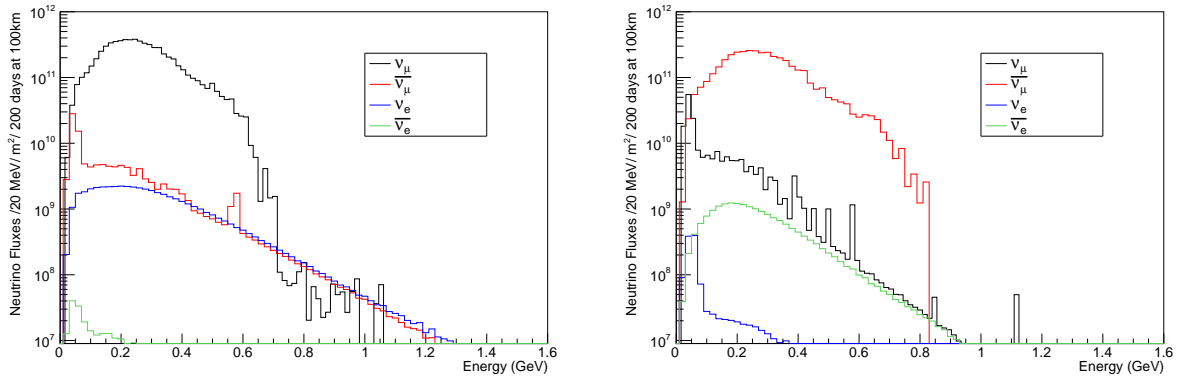 Neutrino Fluxes /20 MeV/ m²/ 200 days at 100km
10¹²
10¹¹
10¹⁰
10⁹
10⁸
10⁷
ν_μ
ν̅_μ
ν_e
ν̅_e
0 0.2 0.4 0.6 0.8 1 1.2 1.4 1.6
Energy (GeV)
Neutrino Fluxes /20 MeV/ m²/ 200 days at 100km
10¹²
10¹¹
10¹⁰
10⁹
10⁸
10⁷
ν_μ
ν̅_μ
ν_e
ν̅_e
0 0.2 0.4 0.6 0.8 1 1.2 1.4 1.6
Energy (GeV)